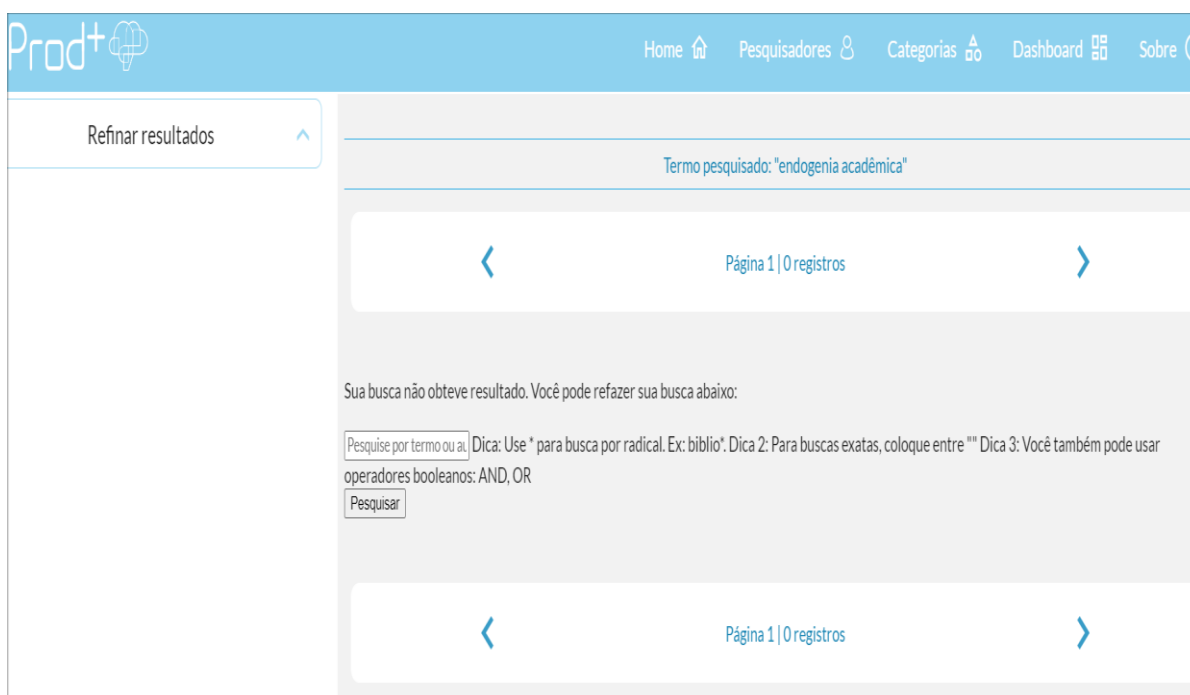 Prod+
Home Pesquisadores Categorias Dashboard Sobre
Refinar resultados
Termo pesquisado: "endogenia acadêmica"
Página 1 | 0 registros
Sua busca não obteve resultado. Você pode refazer sua busca abaixo:
Pesquise por termo ou au Dica: Use * para busca por radical. Ex: biblio*. Dica 2: Para buscas exatas, coloque entre "" Dica 3: Você também pode usar
operadores booleanos: AND, OR
Pesquisar
Página 1 | 0 registros